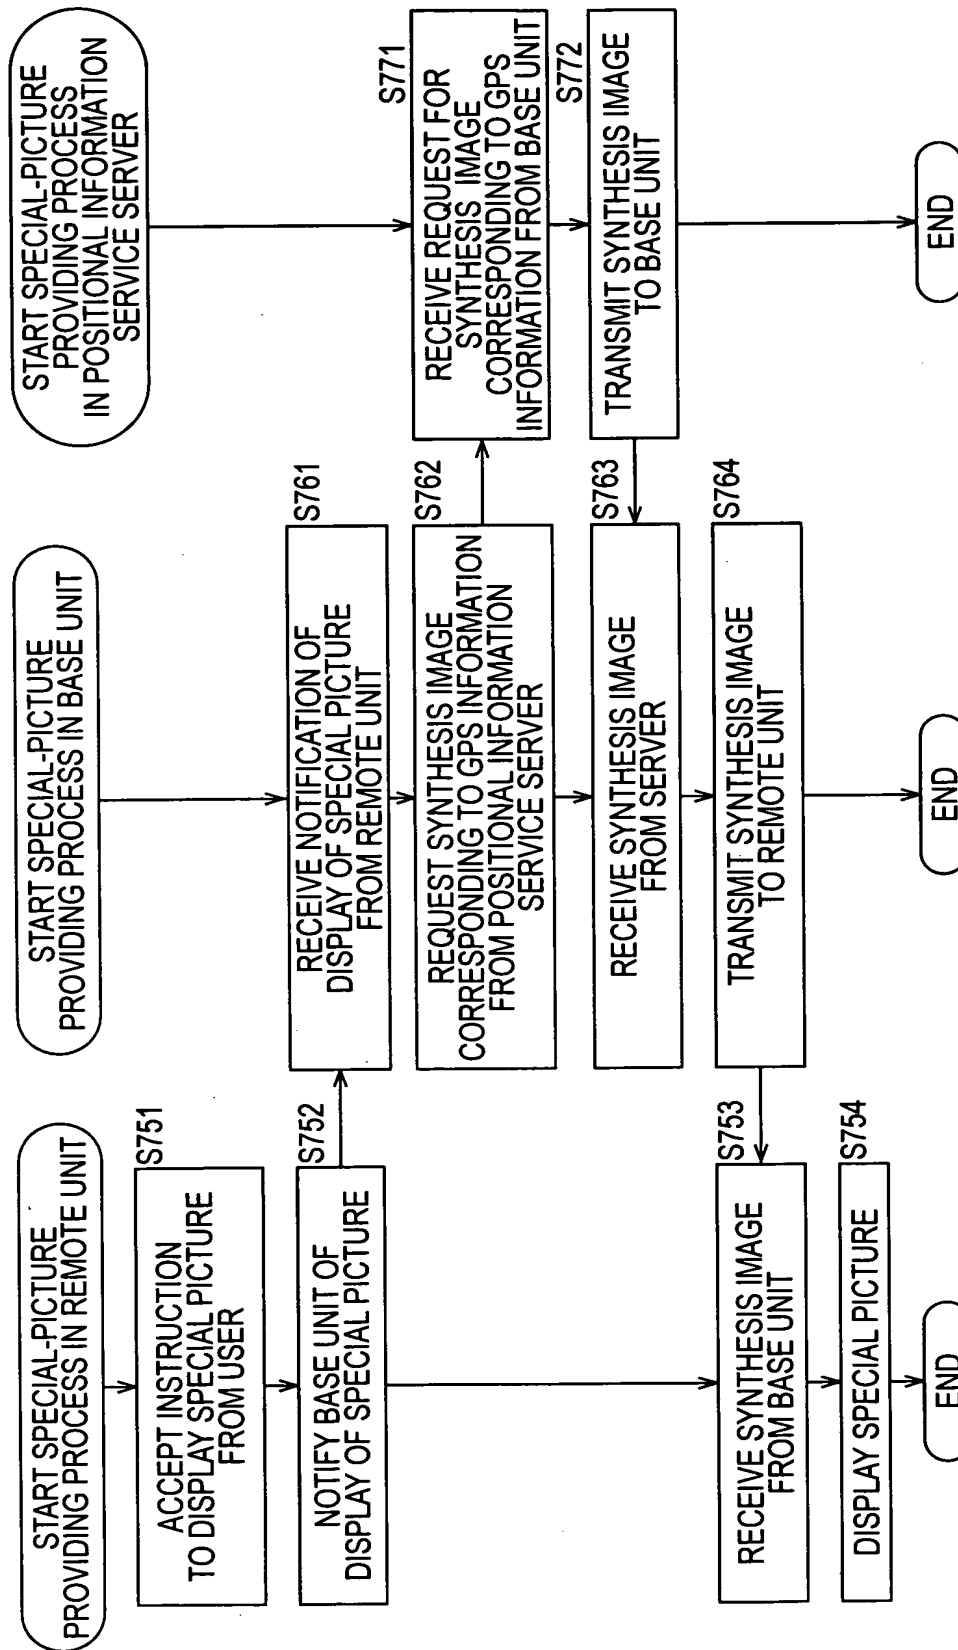 START SPECIAL-PICTURE
PROVIDING PROCESS IN REMOTE UNIT
S751
ACCEPT INSTRUCTION
TO DISPLAY SPECIAL PICTURE
FROM USER
S752
NOTIFY BASE UNIT OF
DISPLAY OF SPECIAL PICTURE
S753
RECEIVE SYNTHESIS IMAGE
FROM BASE UNIT
S754
DISPLAY SPECIAL PICTURE
END
START SPECIAL-PICTURE
PROVIDING PROCESS IN BASE UNIT
S761
RECEIVE NOTIFICATION OF
DISPLAY OF SPECIAL PICTURE
FROM REMOTE UNIT
S762
REQUEST SYNTHESIS IMAGE
CORRESPONDING TO GPS INFORMATION
FROM POSITIONAL INFORMATION
SERVICE SERVER
S763
RECEIVE SYNTHESIS IMAGE
FROM SERVER
S764
TRANSMIT SYNTHESIS IMAGE
TO REMOTE UNIT
END
START SPECIAL-PICTURE
PROVIDING PROCESS
IN POSITIONAL INFORMATION
SERVICE SERVER
S771
RECEIVE REQUEST FOR
SYNTHESIS IMAGE
CORRESPONDING TO GPS
INFORMATION FROM BASE UNIT
S772
TRANSMIT SYNTHESIS IMAGE
TO BASE UNIT
END